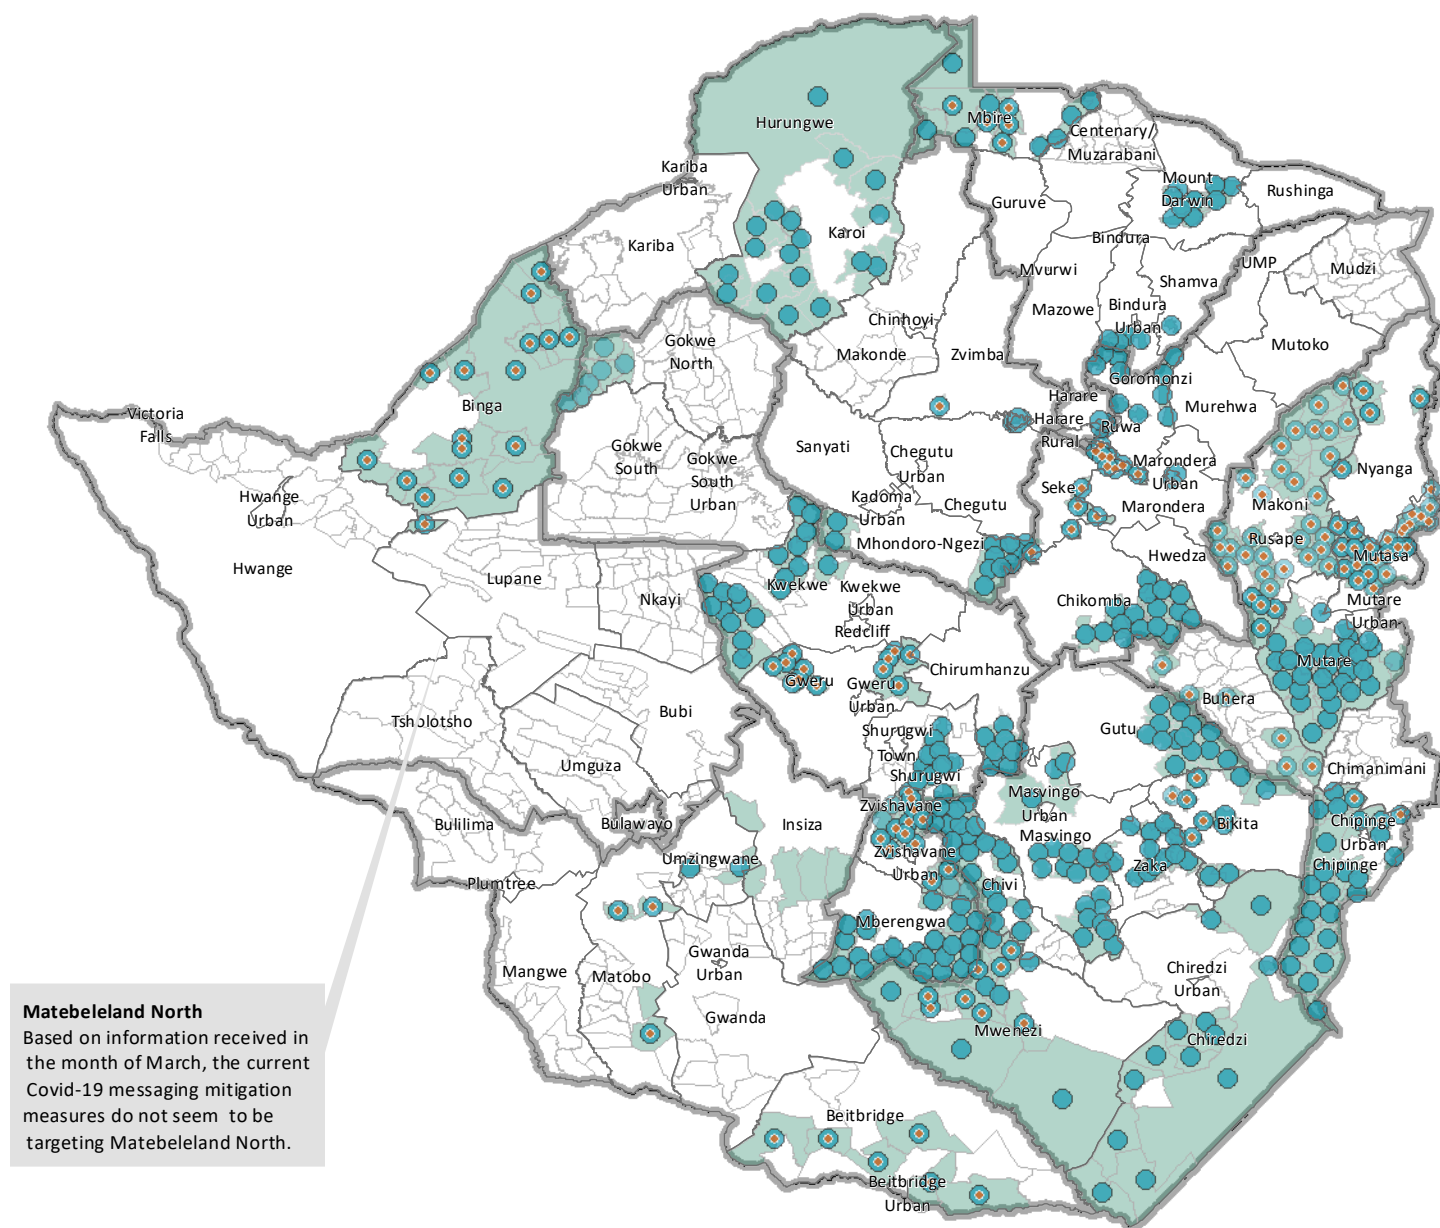 Hurungwe
Mbire
Centenary/
Muzarabani
Kariba
Urban
Mount
Darwin
Rushinga
Guruve
Karoi
Kariba
Bindura
Mvurwi
UMP
Mudzi
Shamva
Mazowe
Bindura
Urban
Chinhoyi
Gokwe
North
Makonde
Zvimba
Mutoko
Goromonzi
Harare
Murehwa
Binga
Victoria
Falls
Harare
Rural
Ruwa
Sanyati
Gokwe
South
Chegutu
Urban
Gokwe
South
Urban
Marondera
Urban
Nyanga
Seke
Hwange
Urban
Kadoma
Urban
Chegutu
Marondera
Makoni
Mhondoro-Ngezi
Rusape
Hwedza
Mutasa
Hwange
Lupane
Kwekwe
Kwekwe
Urban
Nkayi
Chikomba
Mutare
Urban
Redcliff
Mutare
Chirumhanzu
Gweru
Gweru
Urban
Buhera
Tsholotsho
Bubi
Shurugwi
Town
Gutu
Umguza
Shurugwi
Chimanimani
Masvingo
Urban
Zvishavane
Bulilima
Bulawayo
Insiza
Masvingo
Bikita
Chipinge
Urban
Umzingwane
Zvishavane
Urban
Zaka
Chipinge
Plumtree
Chivi
Mberengwa
Gwanda
Urban
Mangwe
Matobo
Chiredzi
Urban
Gwanda
Mwenezi
Chiredzi
Matebeleland North
Based on information received in
the month of March, the current
Covid-19 messaging mitigation
measures do not seem to be
targeting Matebeleland North.
Beitbridge
Beitbridge
Urban